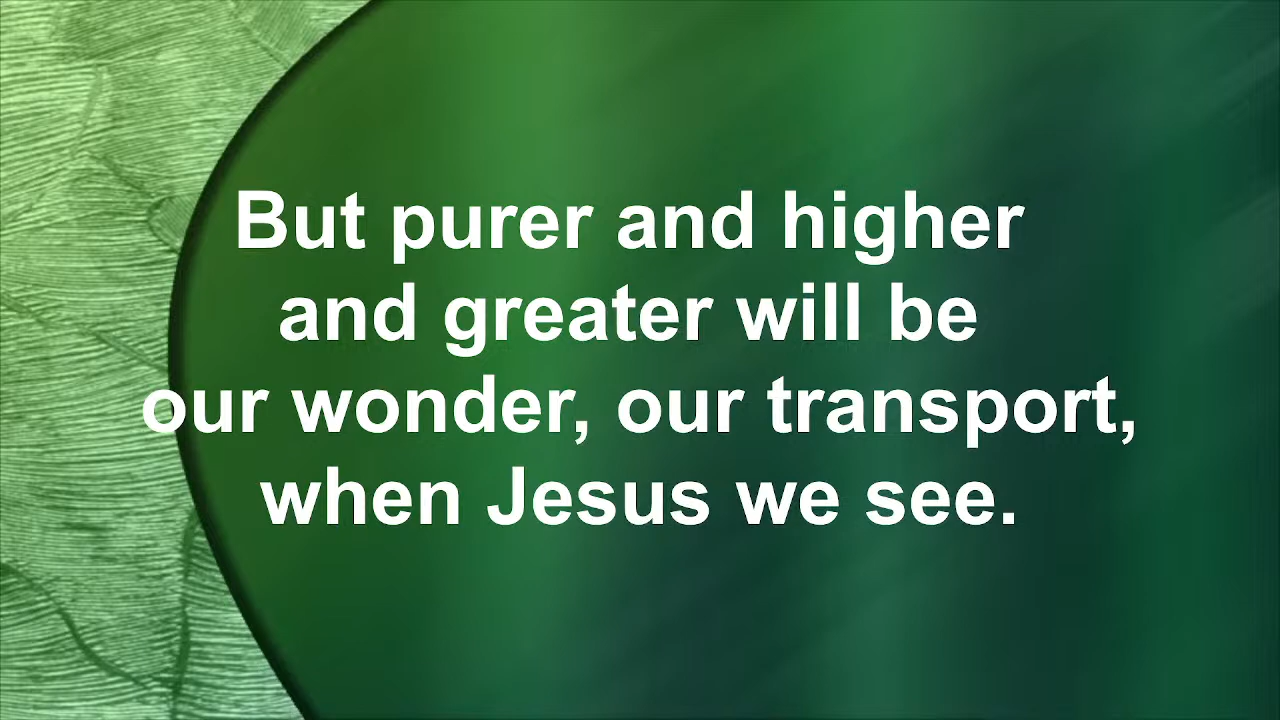 But purer and higher
and greater will be
our wonder, our transport,
when Jesus we see.